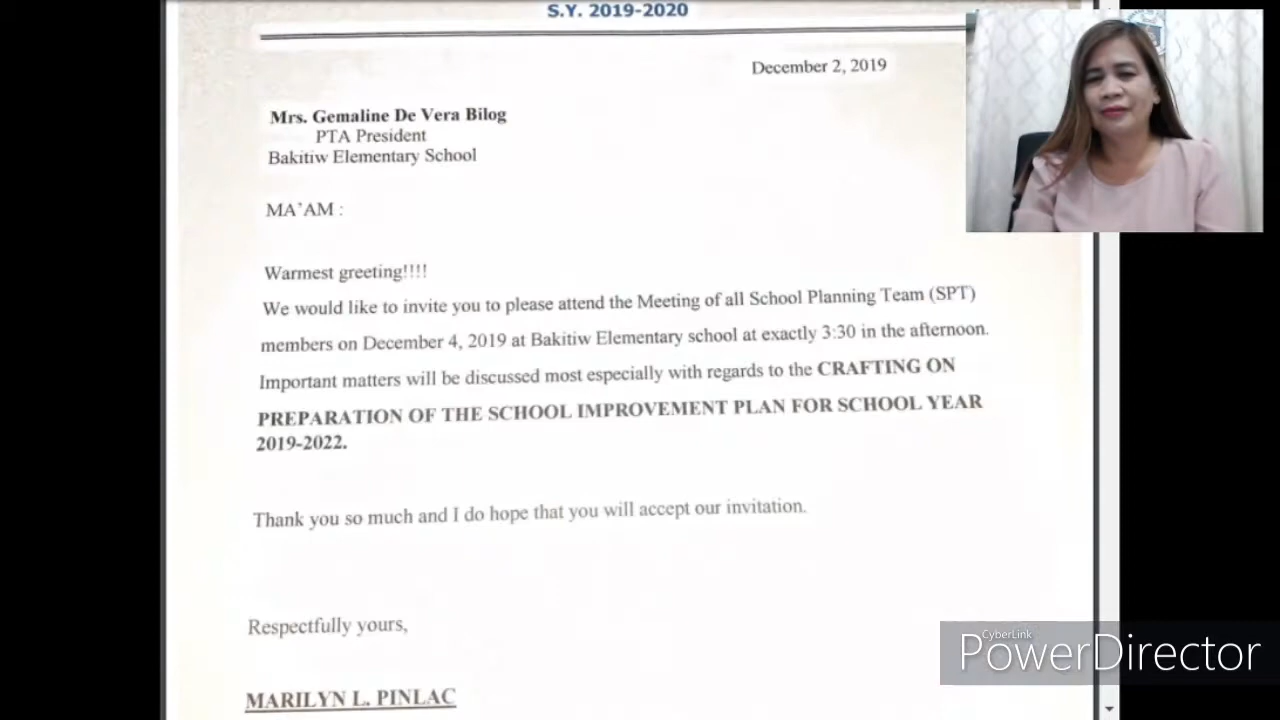 S.Y. 2019-2020
December 2, 2019
Mrs. Gemaline De Vera Bilog
PTA President
Bakitiw Elementary School
MA'AM :
Warmest greeting!!!!
We would like to invite you to please attend the Meeting of all School Planning Team (SPT)
members on December 4, 2019 at Bakitiw Elementary school at exactly 3:30 in the afternoon.
Important matters will be discussed most especially with regards to the CRAFTING ON
PREPARATION OF THE SCHOOL IMPROVEMENT PLAN FOR SCHOOL YEAR
2019-2022.
Thank you so much and I do hope that you will accept our invitation.
Respectfully yours,
MARILYN L. PINLAC
CyberLink
PowerDirector